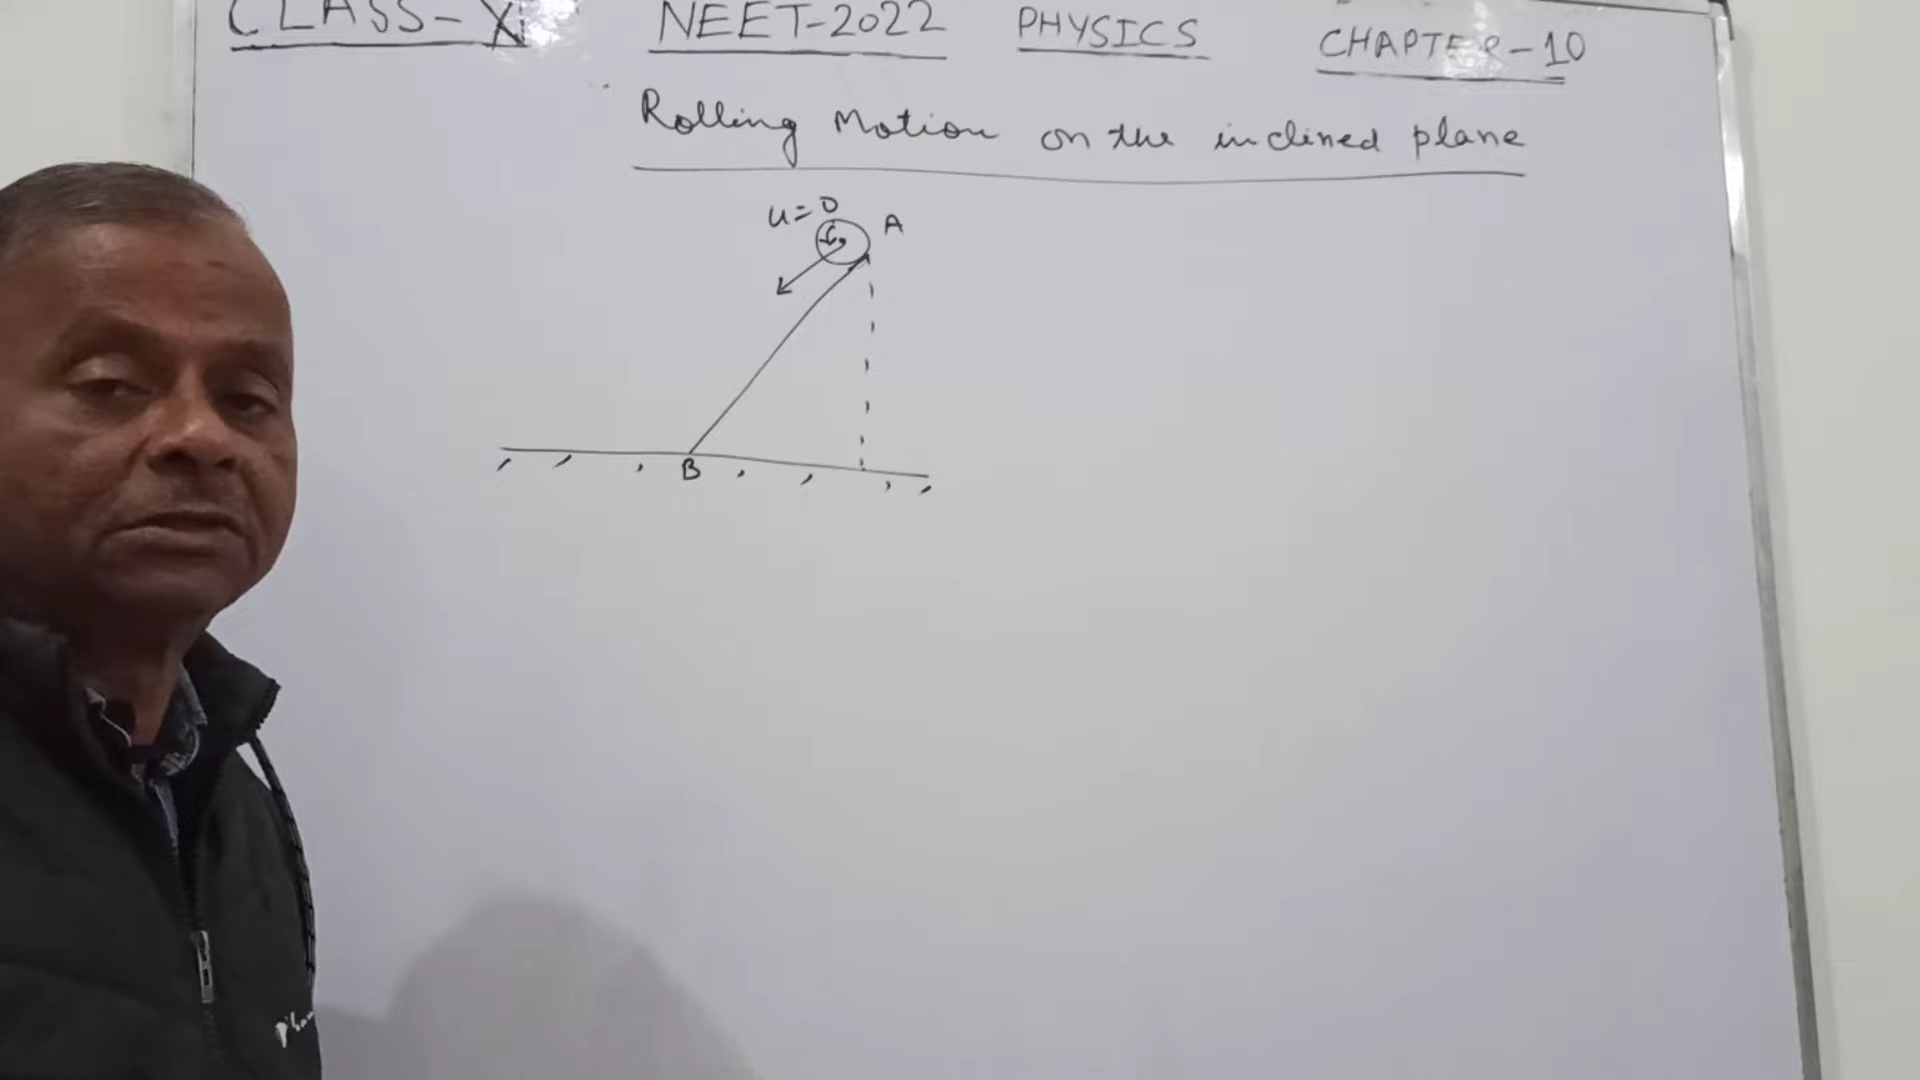 CLASS-XI NEET-2022 PHYSICS CHAPTER-10
Rolling Motion on the inclined plane
u=0
A
B